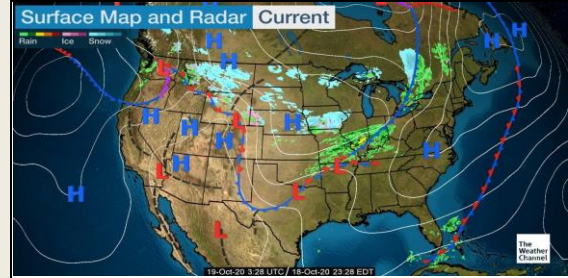 Surface Map and Radar Current
Rain Ice Snow
H
H
L
H
H
H
H
L
H
H
H
L
L
H
H
L
L
The
Weather
Channel
19-Oct-20 3:28 UTC / 18-Oct-20 23:28 EDT